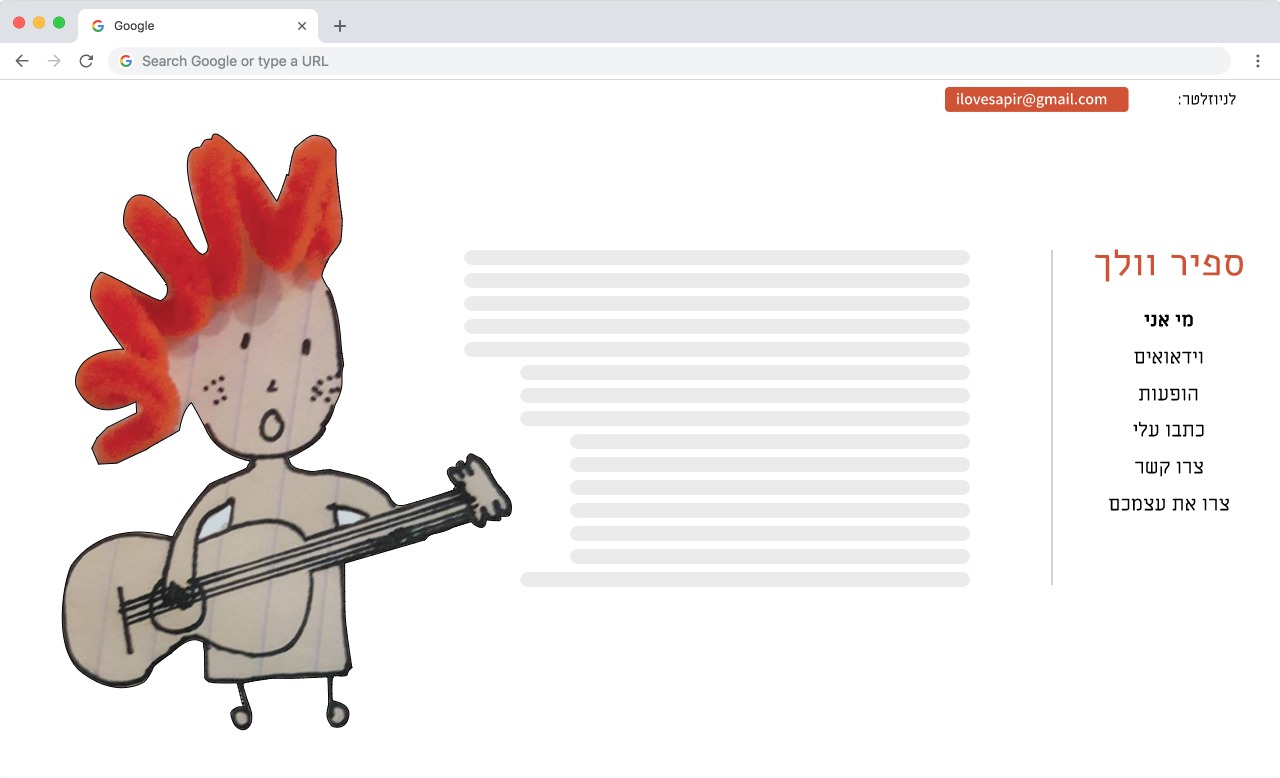 Google
Search Google or type a URL
לניוזלטר:
ilovesapir@gmail.com
ספיר וולך
מי אני
וידאואים
הופעות
כתבו עלי
צרו קשר
צרו את עצמכם